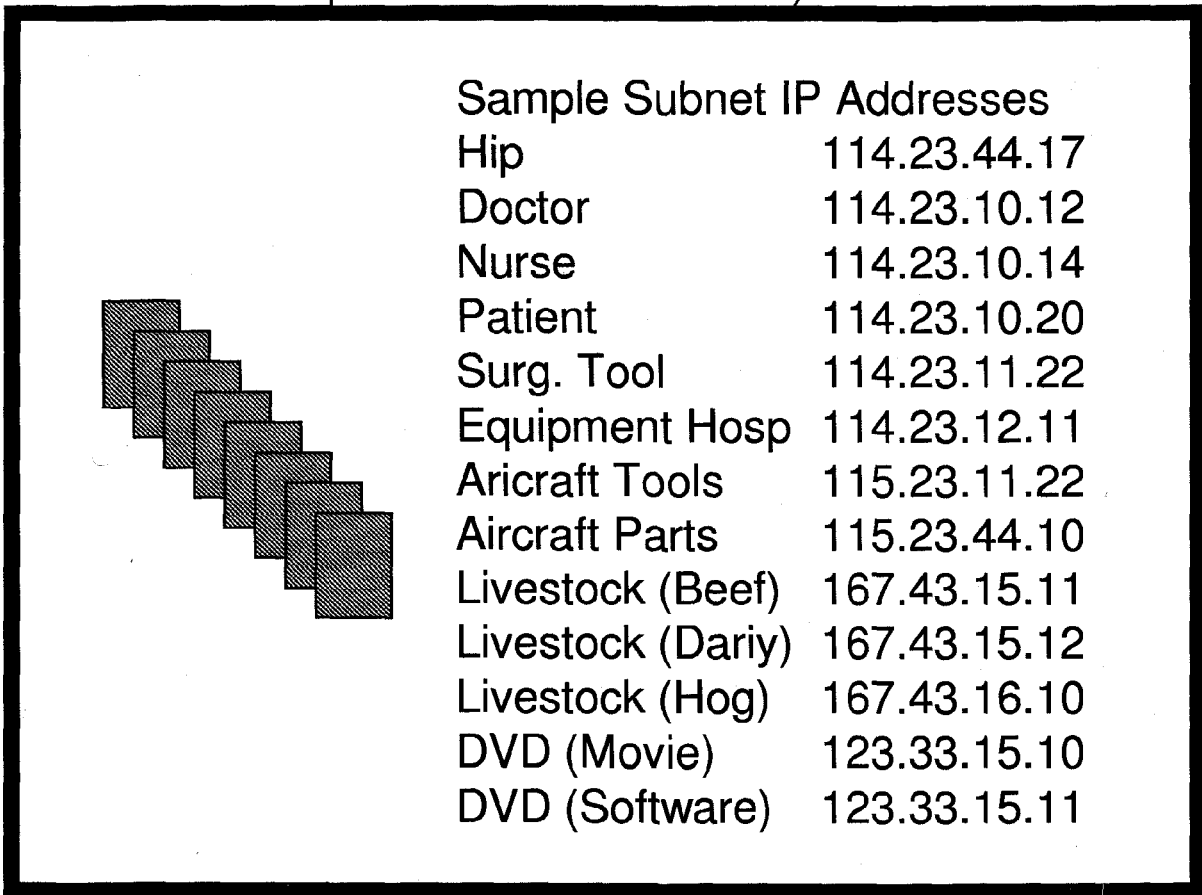 Sample Subnet IP Addresses
Hip 114.23.44.17
Doctor 114.23.10.12
Nurse 114.23.10.14
Patient 114.23.10.20
Surg. Tool 114.23.11.22
Equipment Hosp 114.23.12.11
Aricraft Tools 115.23.11.22
Aircraft Parts 115.23.44.10
Livestock (Beef) 167.43.15.11
Livestock (Dariy) 167.43.15.12
Livestock (Hog) 167.43.16.10
DVD (Movie) 123.33.15.10
DVD (Software) 123.33.15.11